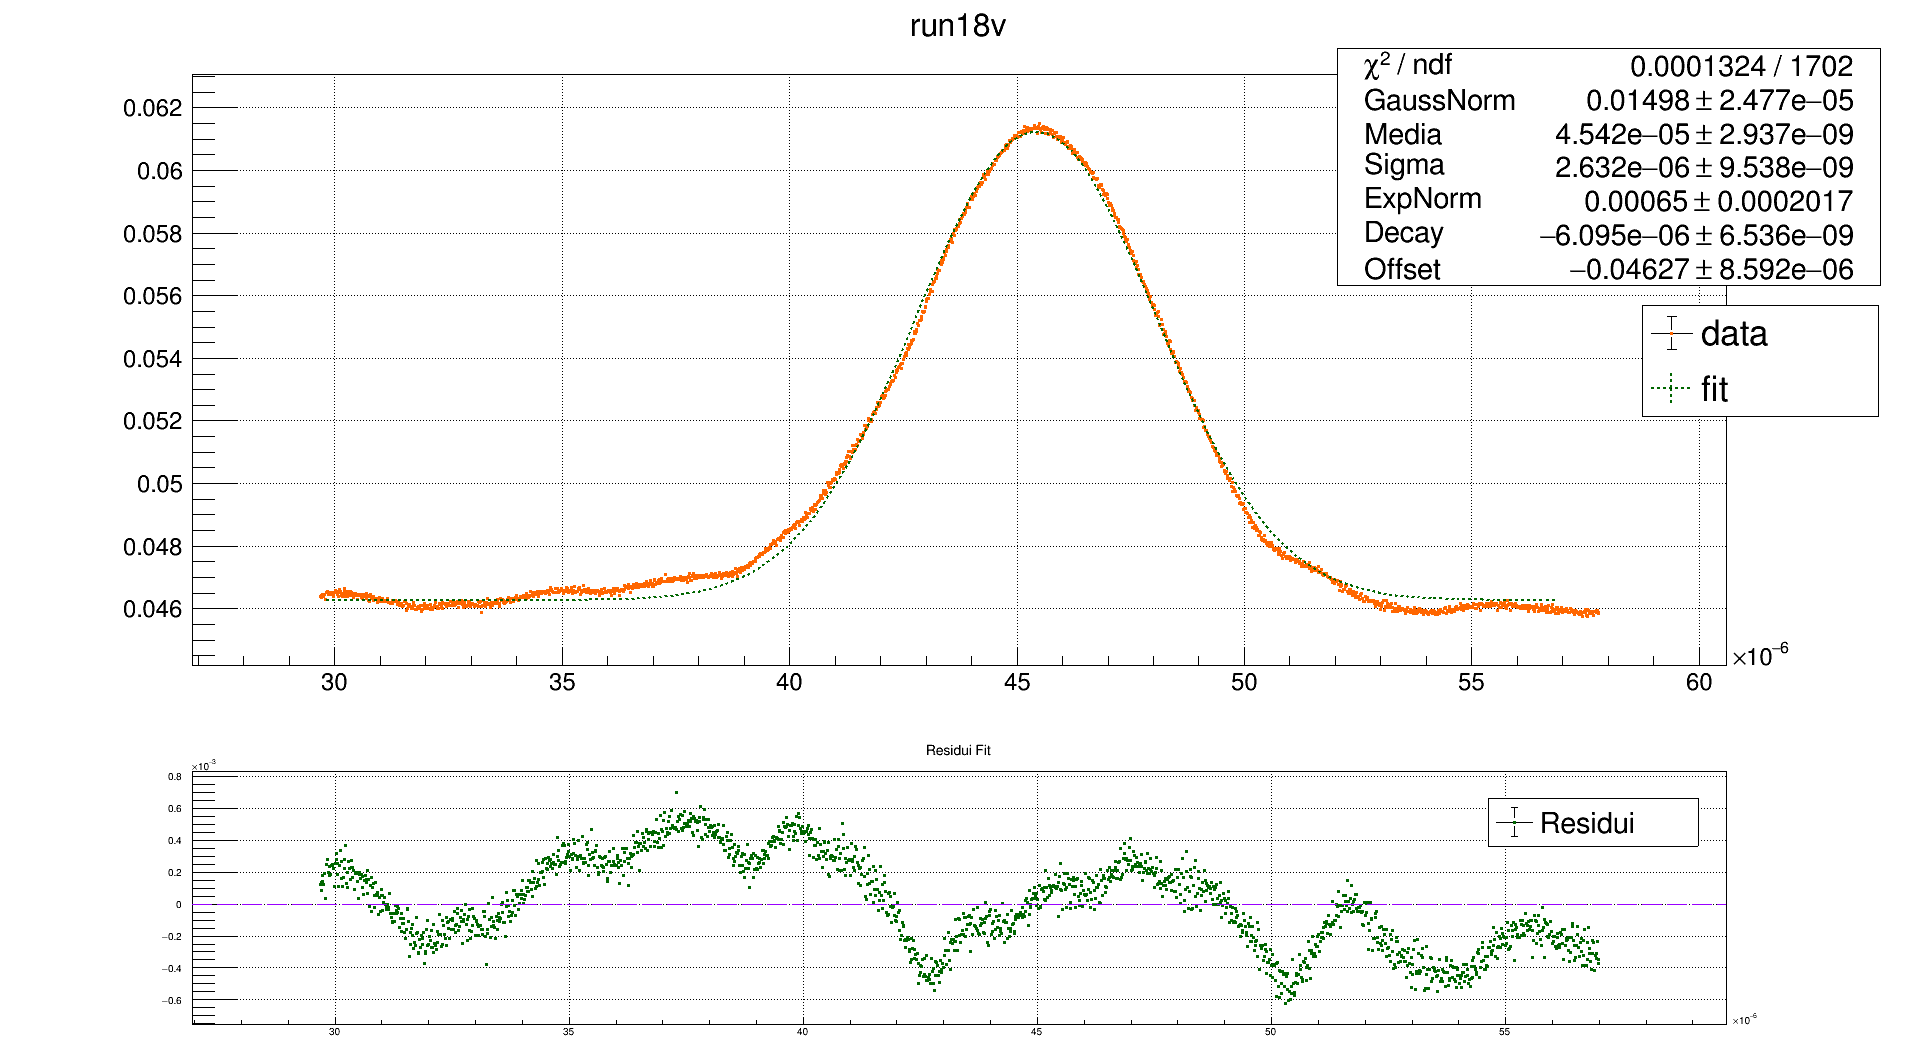 run18v
χ² / ndf 0.0001324 / 1702
GaussNorm 0.01498 ± 2.477e−05
Media 4.542e−05 ± 2.937e−09
Sigma 2.632e−06 ± 9.538e−09
ExpNorm 0.00065 ± 0.0002017
Decay −6.095e−06 ± 6.536e−09
Offset −0.04627 ± 8.592e−06
data
fit
0.062
0.06
0.058
0.056
0.054
0.052
0.05
0.048
0.046
×10⁻⁶
30 35 40 45 50 55 60
Residui Fit
×10⁻³
0.8
0.6
0.4
0.2
0
−0.2
−0.4
−0.6
Residui
30 35 40 45 50 55
×10⁻⁶